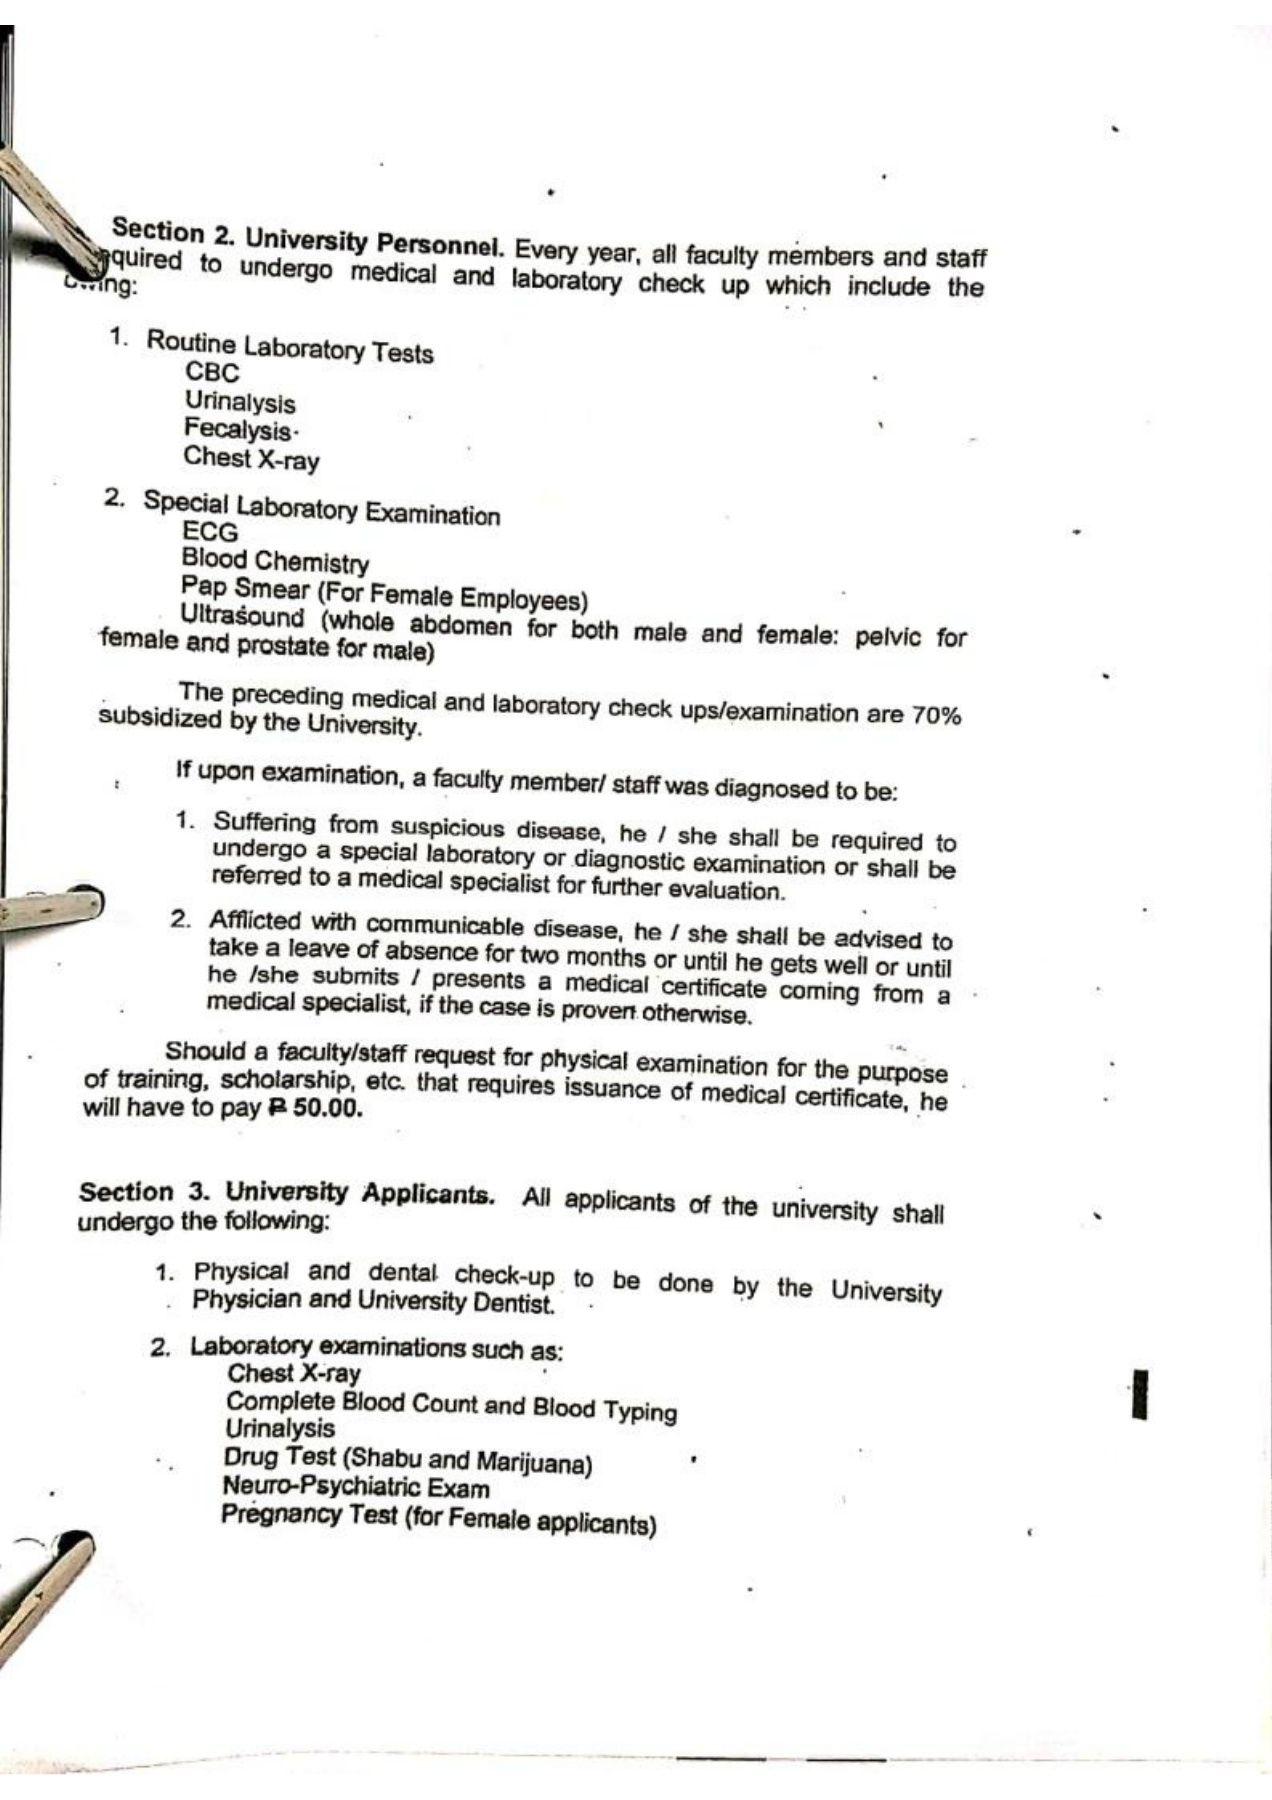 Section 2. University Personnel. Every year, all faculty members and staff
quired to undergo medical and laboratory check up which include the
wing:
1. Routine Laboratory Tests
CBC
Urinalysis
Fecalysis
Chest X-ray
2. Special Laboratory Examination
ECG
Blood Chemistry
Pap Smear (For Female Employees)
Ultrasound (whole abdomen for both male and female: pelvic for
female and prostate for male)
The preceding medical and laboratory check ups/examination are 70%
subsidized by the University.
If upon examination, a faculty member/ staff was diagnosed to be:
1. Suffering from suspicious disease, he / she shall be required to
undergo a special laboratory or diagnostic examination or shall be
referred to a medical specialist for further evaluation.
2. Afflicted with communicable disease, he / she shall be advised to
take a leave of absence for two months or until he gets well or until
he /she submits / presents a medical certificate coming from a
medical specialist, if the case is proven otherwise.
Should a faculty/staff request for physical examination for the purpose
of training, scholarship, etc. that requires issuance of medical certificate, he
will have to pay ₱ 50.00.
Section 3. University Applicants. All applicants of the university shall
undergo the following:
1. Physical and dental check-up to be done by the University
Physician and University Dentist.
2. Laboratory examinations such as:
Chest X-ray
Complete Blood Count and Blood Typing
Urinalysis
Drug Test (Shabu and Marijuana)
Neuro-Psychiatric Exam
Pregnancy Test (for Female applicants)